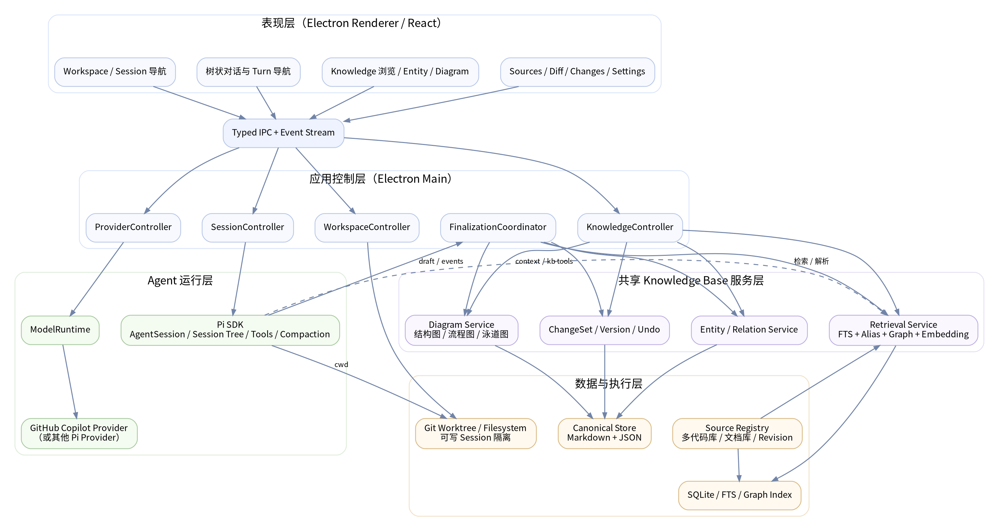 表现层（Electron Renderer / React）
Workspace / Session 导航
树状对话与 Turn 导航
Knowledge 浏览 / Entity / Diagram
Sources / Diff / Changes / Settings
Typed IPC + Event Stream
应用控制层（Electron Main）
ProviderController
SessionController
WorkspaceController
FinalizationCoordinator
KnowledgeController
draft / events
context / kb tools
检索 / 解析
Agent 运行层
共享 Knowledge Base 服务层
ModelRuntime
Pi SDK
AgentSession / Session Tree / Tools / Compaction
Diagram Service
结构图 / 流程图 / 泳道图
ChangeSet / Version / Undo
Entity / Relation Service
Retrieval Service
FTS + Alias + Graph + Embedding
cwd
数据与执行层
GitHub Copilot Provider
（或其他 Pi Provider）
Git Worktree / Filesystem
可写 Session 隔离
Canonical Store
Markdown + JSON
Source Registry
多代码库 / 文档库 / Revision
SQLite / FTS / Graph Index